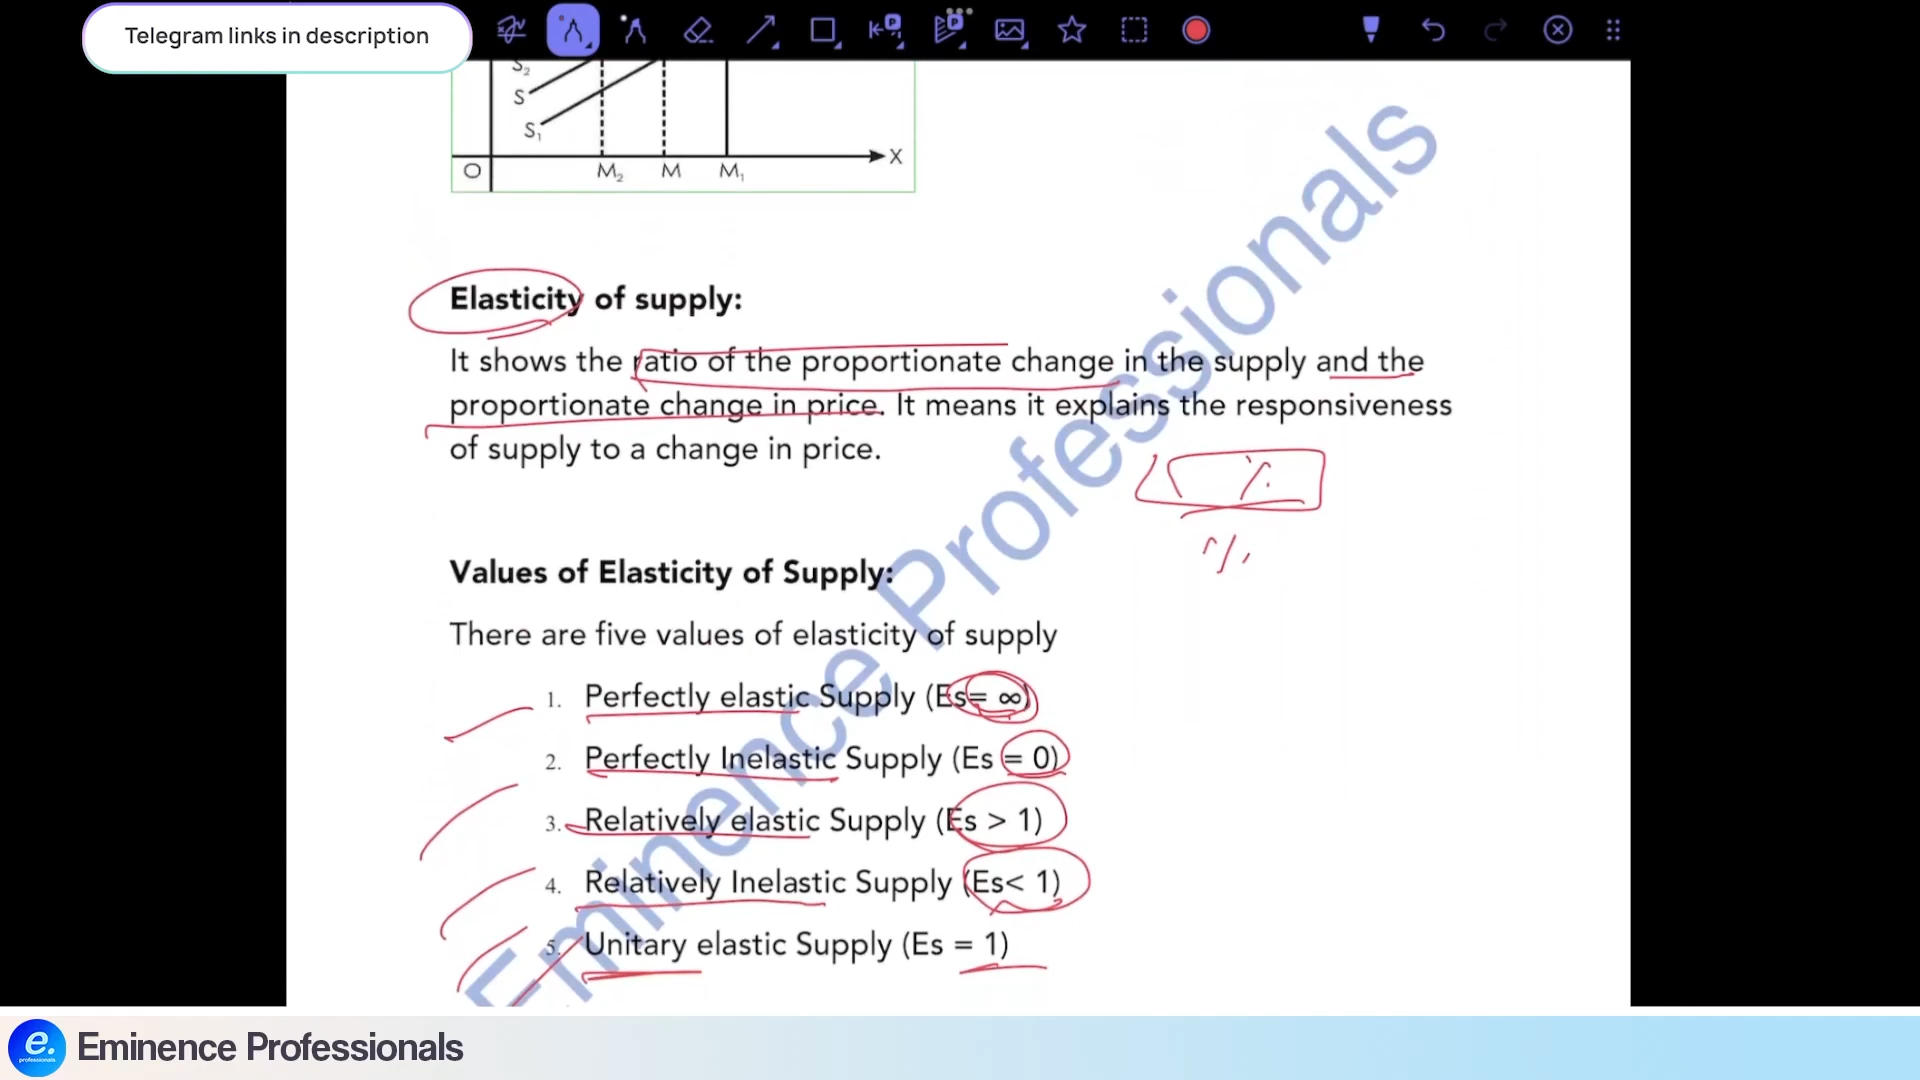 Telegram links in description
S2
S
S1
O
M2
M
M1
X
Elasticity of supply:
It shows the ratio of the proportionate change in the supply and the
proportionate change in price. It means it explains the responsiveness
of supply to a change in price.
%
%
Values of Elasticity of Supply:
There are five values of elasticity of supply
1. Perfectly elastic Supply (Es= ∞)
2. Perfectly Inelastic Supply (Es = 0)
3. Relatively elastic Supply (Es > 1)
4. Relatively Inelastic Supply (Es< 1)
5. Unitary elastic Supply (Es = 1)
Eminence Professionals
e.
professionals
Eminence Professionals